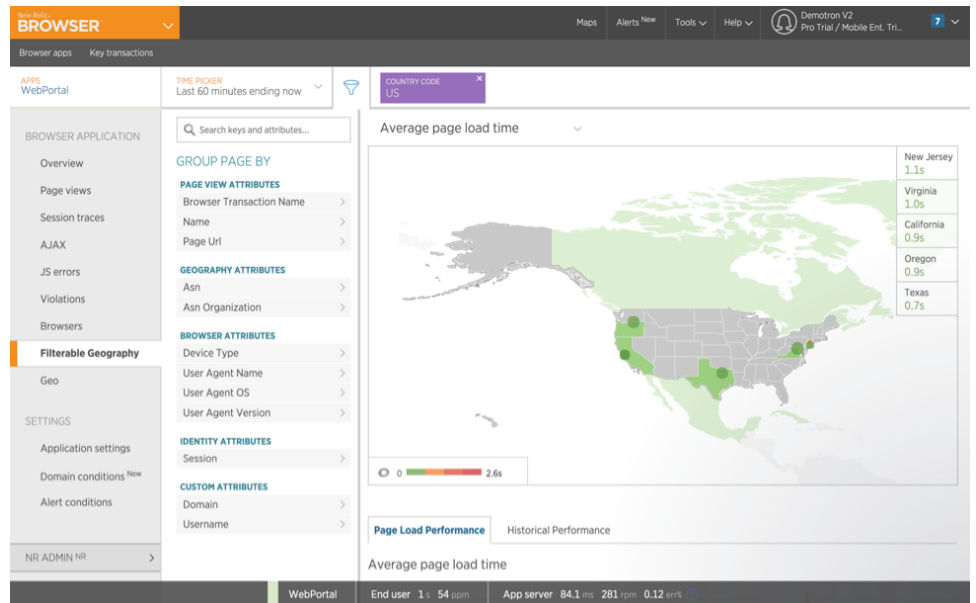 New Relic.
BROWSER
Maps
Alerts New
Tools
Help
Demotron V2
Pro Trial / Mobile Ent. Tri...
7
Browser apps
Key transactions
APPS
WebPortal
TIME PICKER
Last 60 minutes ending now
COUNTRY CODE
US
x
BROWSER APPLICATION
Overview
Page views
Session traces
AJAX
JS errors
Violations
Browsers
Filterable Geography
Geo
SETTINGS
Application settings
Domain conditions New
Alert conditions
NR ADMIN NR
Search keys and attributes...
GROUP PAGE BY
PAGE VIEW ATTRIBUTES
Browser Transaction Name
Name
Page Url
GEOGRAPHY ATTRIBUTES
Asn
Asn Organization
BROWSER ATTRIBUTES
Device Type
User Agent Name
User Agent OS
User Agent Version
IDENTITY ATTRIBUTES
Session
CUSTOM ATTRIBUTES
Domain
Username
Average page load time
New Jersey
1.1s
Virginia
1.0s
California
0.9s
Oregon
0.9s
Texas
0.7s
0
2.6s
Page Load Performance
Historical Performance
Average page load time
WebPortal
End user 1 s 54 ppm
App server 84.1 ms 281 rpm 0.12 err%